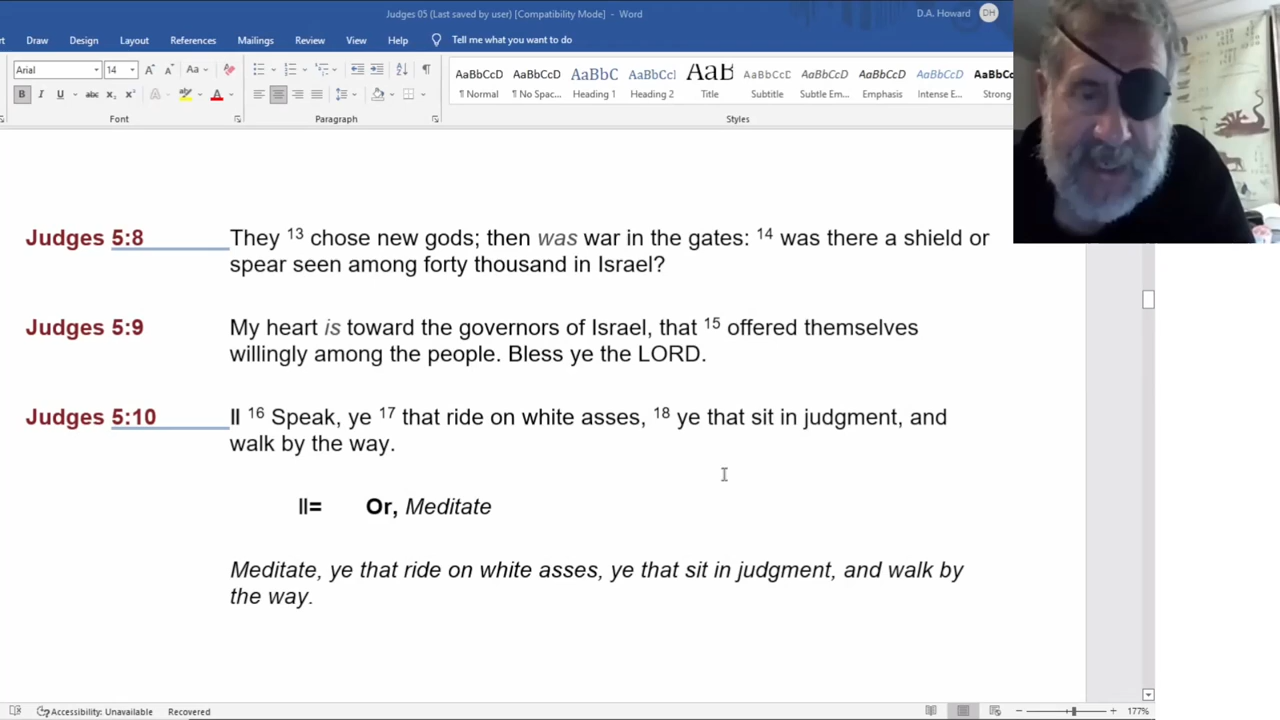 Judges 05 (Last saved by user) [Compatibility Mode] - Word
D.A. Howard DH
Draw Design Layout References Mailings Review View Help Tell me what you want to do
Arial 14 Aa
B I U abc x₂ x² A A
AaBbCcD AaBbCcD AaBbC AaBbCc AaB AaBbCcD AaBbCcD AaBbCcD AaBbCcD AaBbC
¶ Normal ¶ No Spac... Heading 1 Heading 2 Title Subtitle Subtle Em... Emphasis Intense E... Strong
Font Paragraph Styles
Judges 5:8 They 13 chose new gods; then was war in the gates: 14 was there a shield or
spear seen among forty thousand in Israel?
Judges 5:9 My heart is toward the governors of Israel, that 15 offered themselves
willingly among the people. Bless ye the LORD.
Judges 5:10 ǁ 16 Speak, ye 17 that ride on white asses, 18 ye that sit in judgment, and
walk by the way.
ǁ= Or, Meditate
Meditate, ye that ride on white asses, ye that sit in judgment, and walk by
the way.
Accessibility: Unavailable Recovered 177%